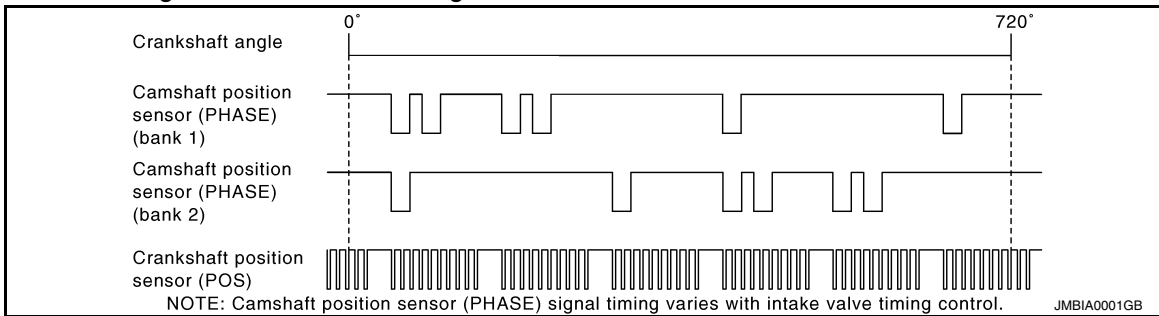 0˚ 720˚
Crankshaft angle
Camshaft position
sensor (PHASE)
(bank 1)
Camshaft position
sensor (PHASE)
(bank 2)
Crankshaft position
sensor (POS)
NOTE: Camshaft position sensor (PHASE) signal timing varies with intake valve timing control.
JMBIA0001GB